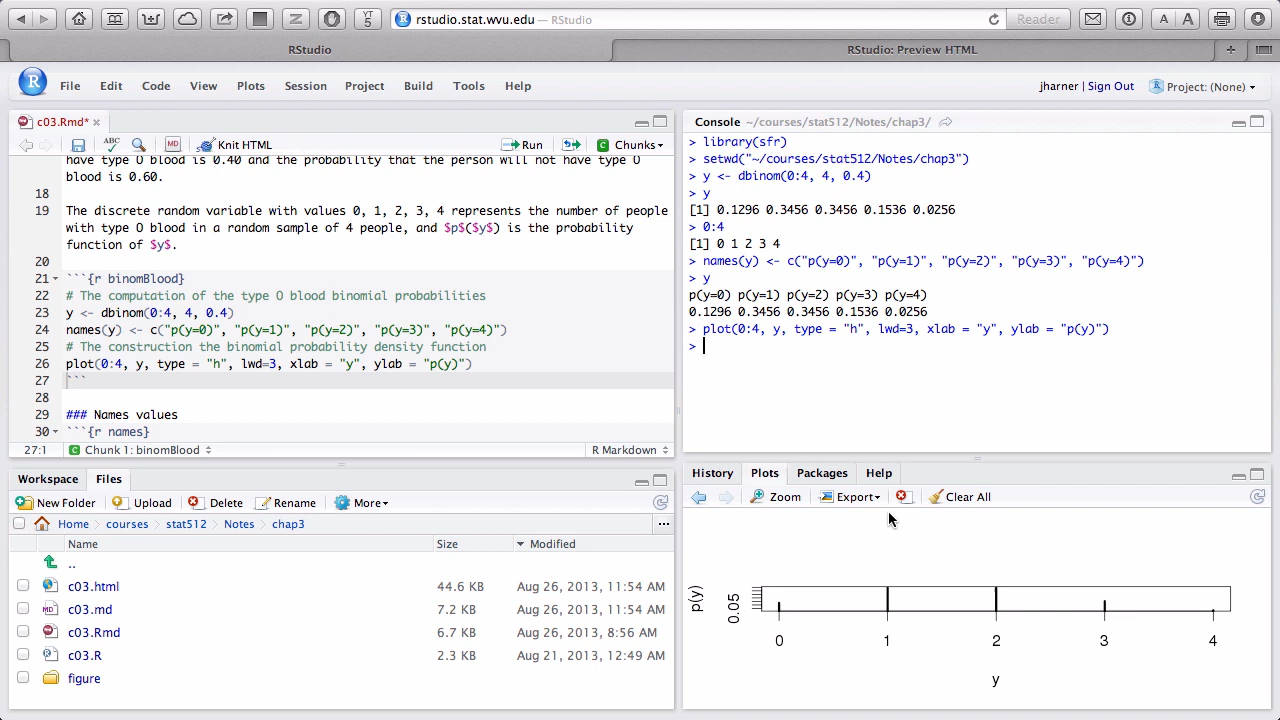 YT
5
rstudio.stat.wvu.edu — RStudio
Reader
A A
RStudio
RStudio: Preview HTML
+
R File Edit Code View Plots Session Project Build Tools Help
jharner | Sign Out Project: (None)
c03.Rmd*
ABC MD Knit HTML Run Chunks
have type O blood is 0.40 and the probability that the person will not have type O
blood is 0.60.
18
19 The discrete random variable with values 0, 1, 2, 3, 4 represents the number of people
with type O blood in a random sample of 4 people, and $p$($y$) is the probability
function of $y$.
20
21 ```{r binomBlood}
22 # The computation of the type O blood binomial probabilities
23 y <- dbinom(0:4, 4, 0.4)
24 names(y) <- c("p(y=0)", "p(y=1)", "p(y=2)", "p(y=3)", "p(y=4)")
25 # The construction the binomial probability density function
26 plot(0:4, y, type = "h", lwd=3, xlab = "y", ylab = "p(y)")
27 ```
28
29 ### Names values
30 ```{r names}
27:1 C Chunk 1: binomBlood R Markdown
Console ~/courses/stat512/Notes/chap3/
> library(sfr)
> setwd("~/courses/stat512/Notes/chap3")
> y <- dbinom(0:4, 4, 0.4)
> y
[1] 0.1296 0.3456 0.3456 0.1536 0.0256
> 0:4
[1] 0 1 2 3 4
> names(y) <- c("p(y=0)", "p(y=1)", "p(y=2)", "p(y=3)", "p(y=4)")
> y
p(y=0) p(y=1) p(y=2) p(y=3) p(y=4)
0.1296 0.3456 0.3456 0.1536 0.0256
> plot(0:4, y, type = "h", lwd=3, xlab = "y", ylab = "p(y)")
>
Workspace Files
New Folder Upload Delete Rename More
Home courses stat512 Notes chap3 ...
Name Size Modified
..
c03.html 44.6 KB Aug 26, 2013, 11:54 AM
c03.md 7.2 KB Aug 26, 2013, 11:54 AM
c03.Rmd 6.7 KB Aug 26, 2013, 8:56 AM
c03.R 2.3 KB Aug 21, 2013, 12:49 AM
figure
History Plots Packages Help
Zoom Export Clear All
p(y)
0.05
0 1 2 3 4
y